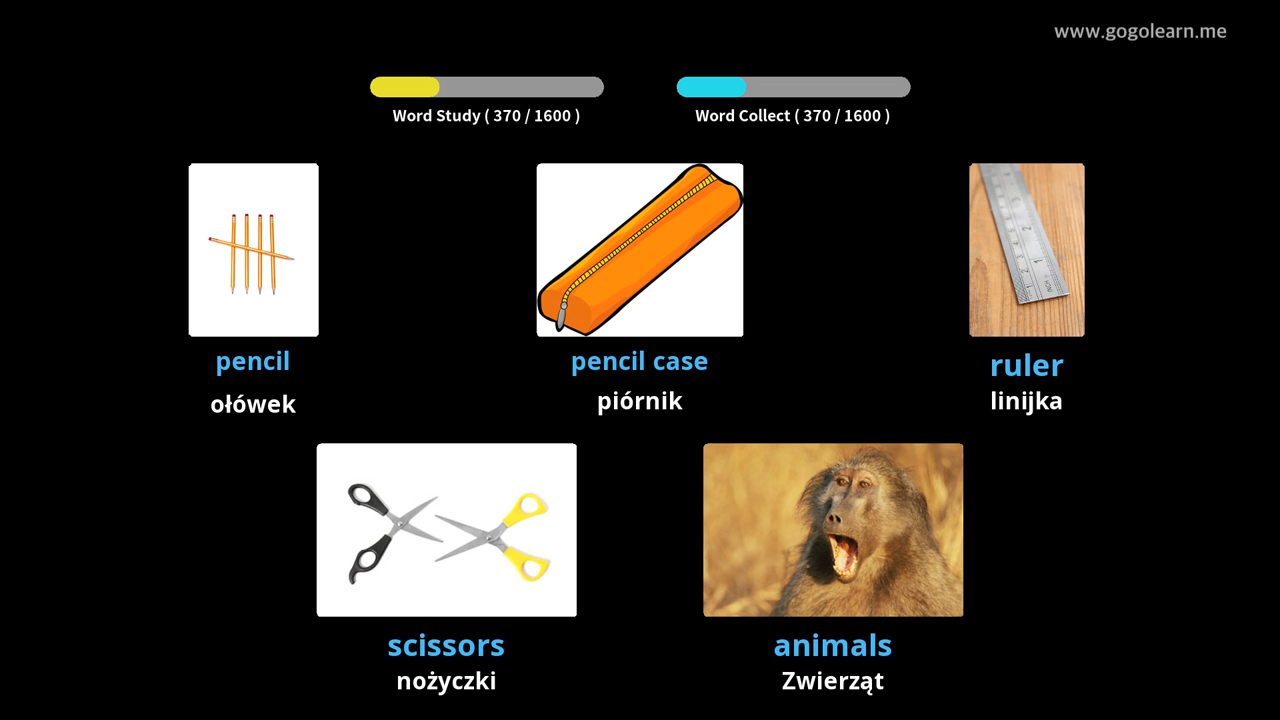 www.gogolearn.me
Word Study ( 370 / 1600 )
Word Collect ( 370 / 1600 )
pencil
ołówek
pencil case
piórnik
ruler
linijka
scissors
nożyczki
animals
Zwierząt